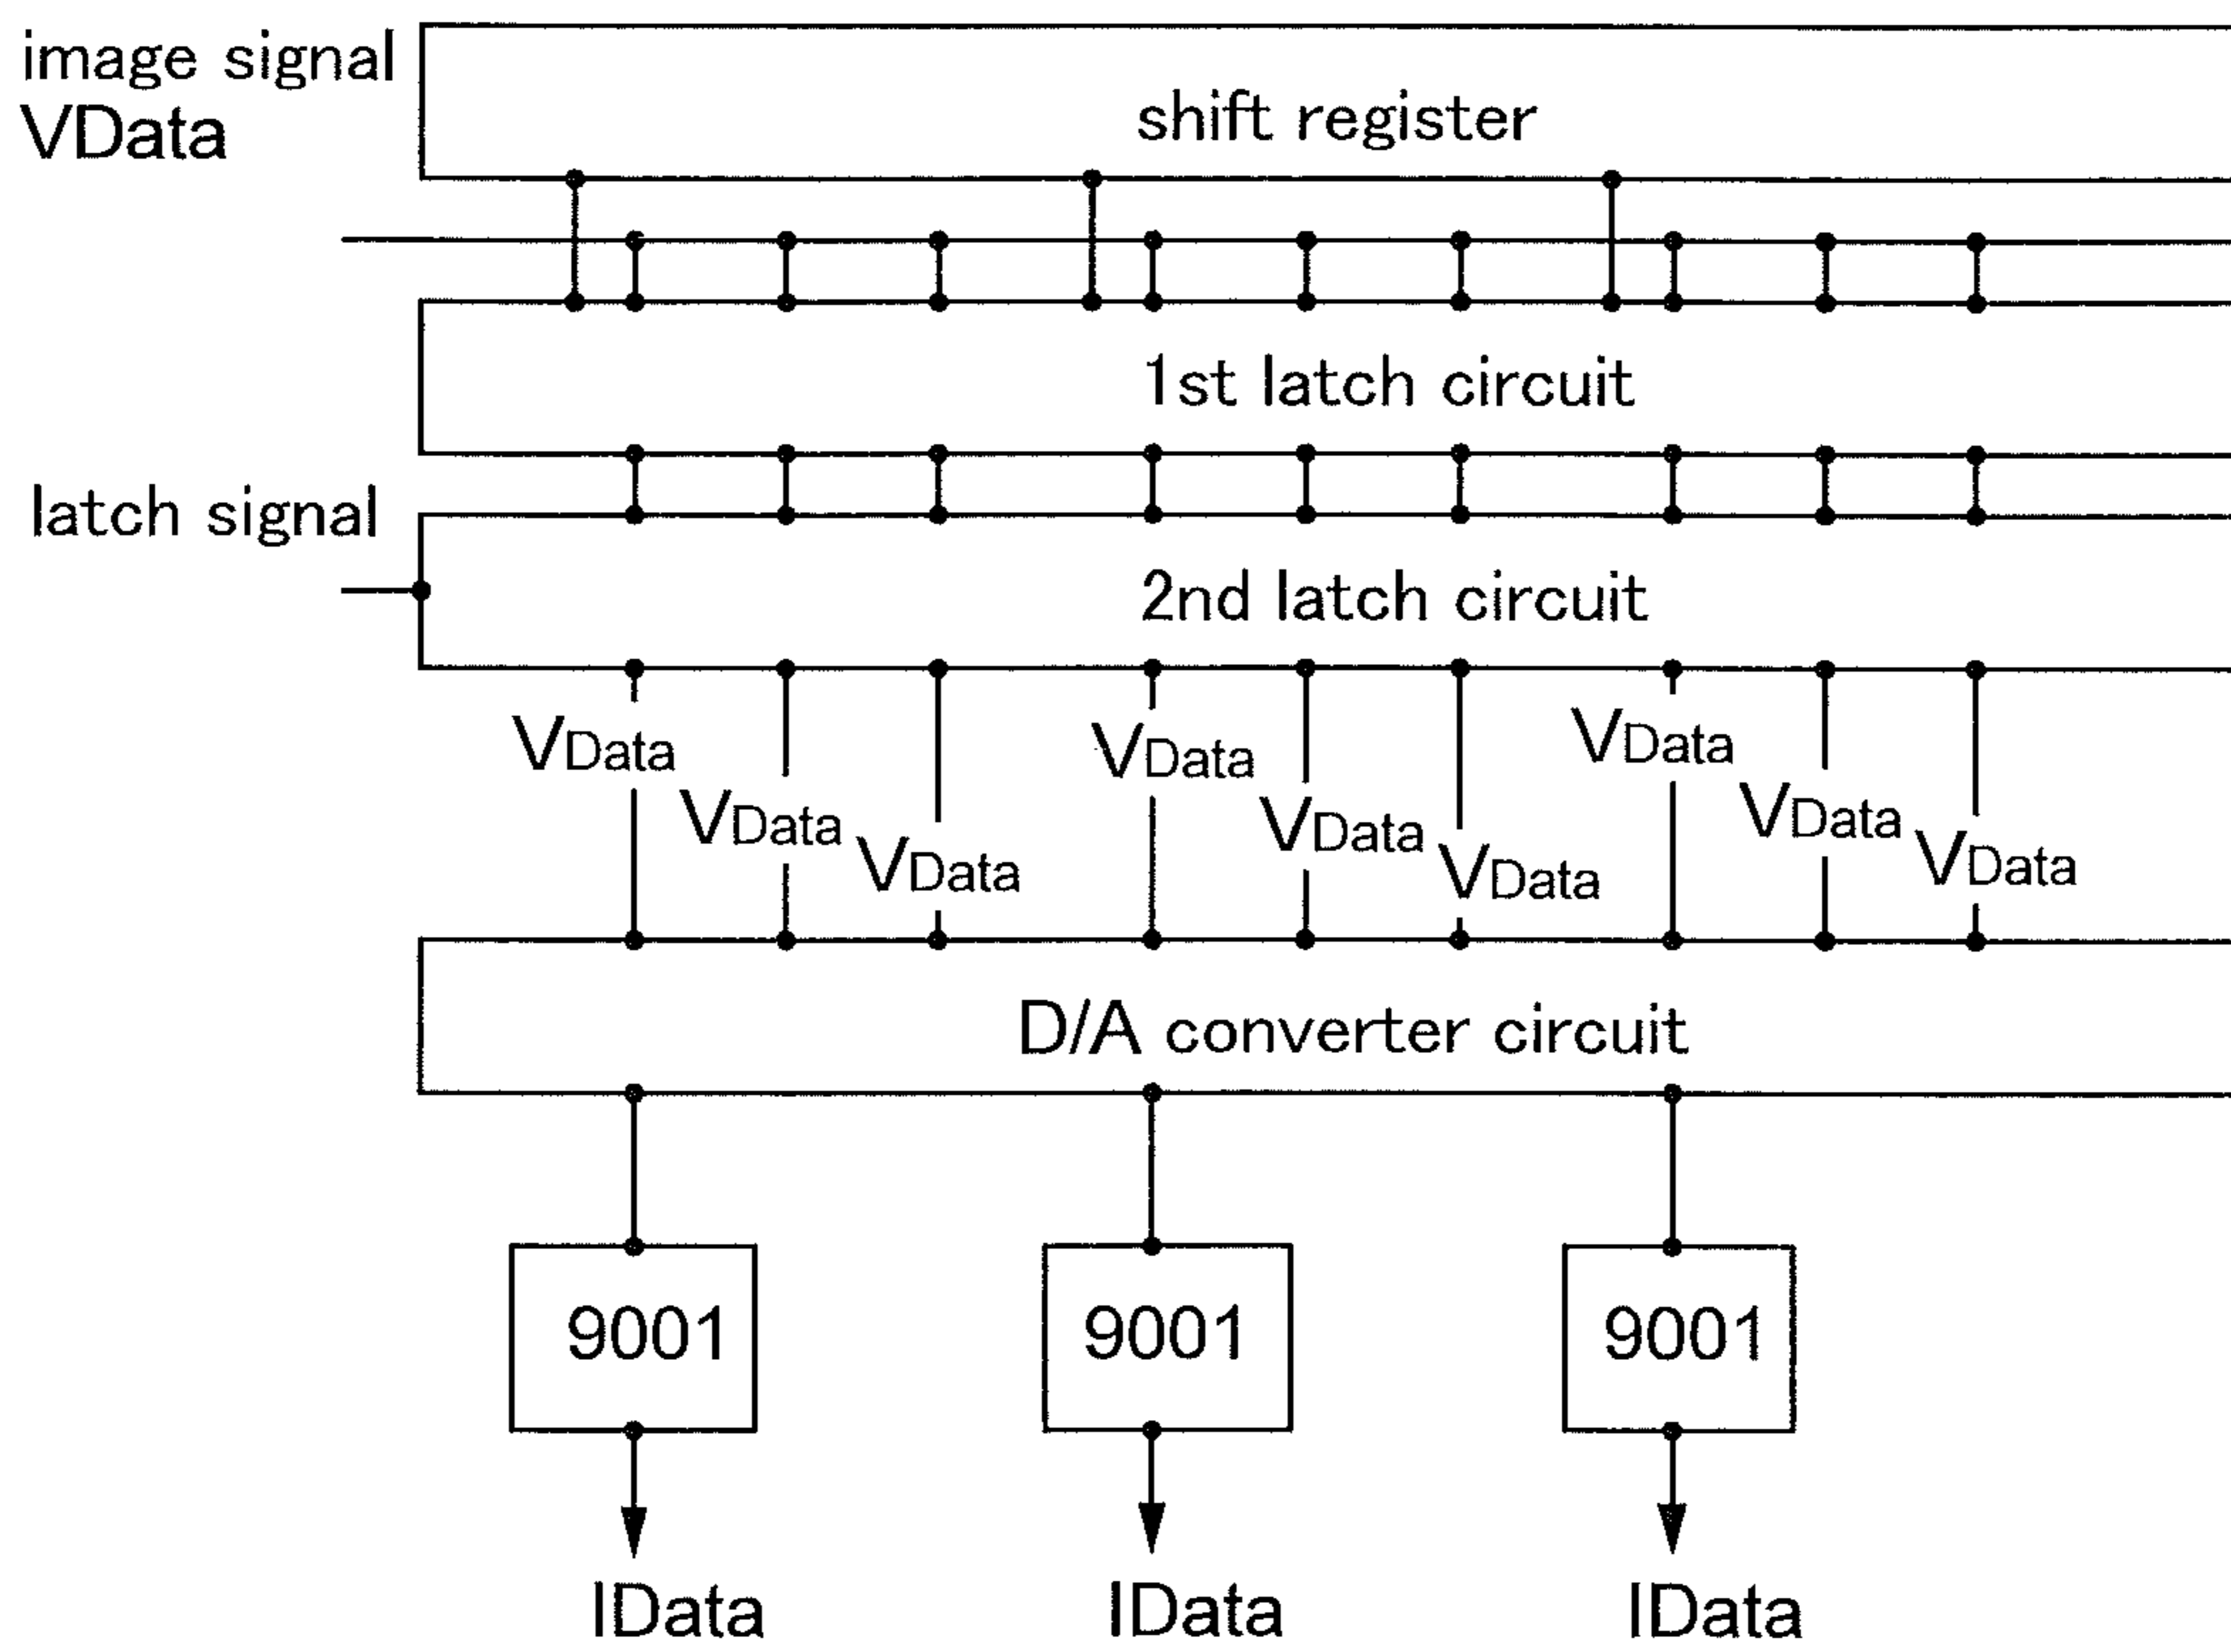 image signal
VData
shift register
1st latch circuit
latch signal
2nd latch circuit
VData
VData
VData
VData
VData
VData
VData
VData
VData
D/A converter circuit
9001 9001 9001
IData IData IData